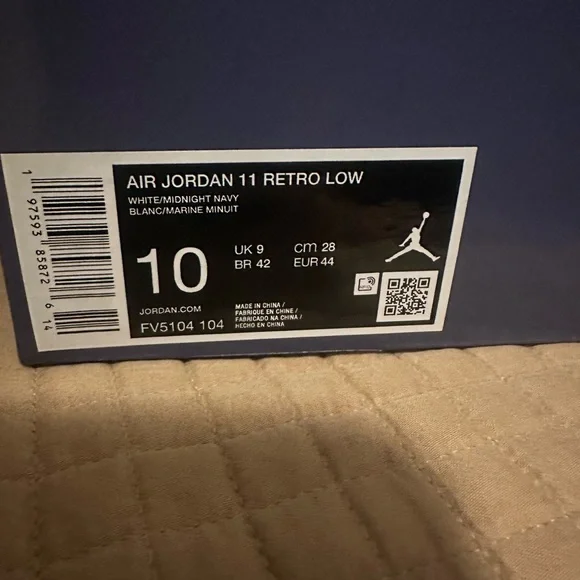 AIR JORDAN 11 RETRO LOW
WHITE/MIDNIGHT NAVY
BLANC/MARINE MINUIT
10
UK 9 cm 28
BR 42 EUR 44
JORDAN.COM
FV5104 104
MADE IN CHINA /
FABRIQUE EN CHINE /
FABRICADO NA CHINA /
HECHO EN CHINA
1 97593 85872 6 14